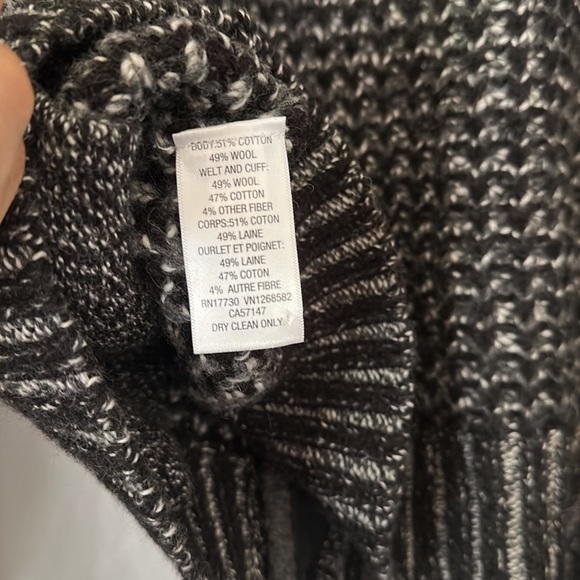 BODY:51% COTTON
49% WOOL
WELT AND CUFF:
49% WOOL
47% COTTON
4% OTHER FIBER
CORPS:51% COTON
49% LAINE
OURLET ET POIGNET:
49% LAINE
47% COTON
4% AUTRE FIBRE
RN17730 VN1268582
CA57147
DRY CLEAN ONLY.